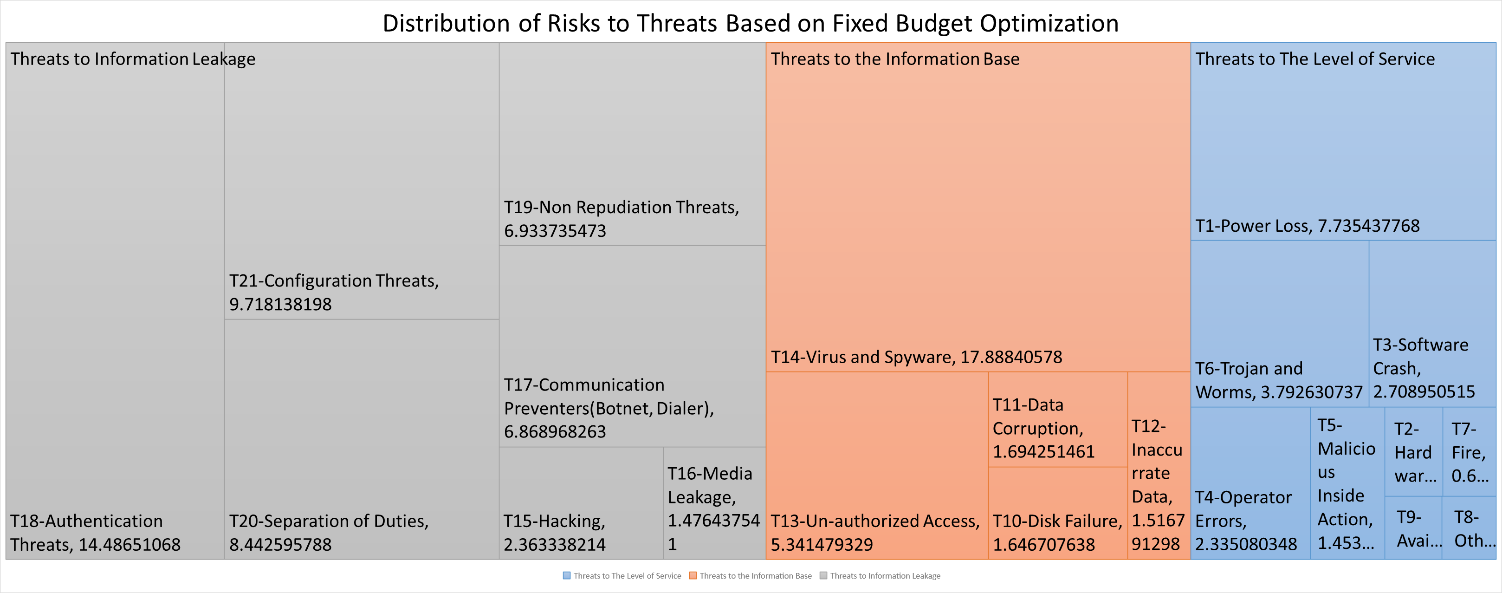 Distribution of Risks to Threats Based on Fixed Budget Optimization
Threats to Information Leakage
T18-Authentication
Threats, 14.48651068
T21-Configuration Threats,
9.718138198
T20-Separation of Duties,
8.442595788
T19-Non Repudiation Threats,
6.933735473
T17-Communication
Preventers(Botnet, Dialer),
6.868968263
T15-Hacking,
2.363338214
T16-Media
Leakage,
1.47643754
1
Threats to the Information Base
T14-Virus and Spyware, 17.88840578
T13-Un-authorized Access,
5.341479329
T11-Data
Corruption,
1.694251461
T10-Disk Failure,
1.646707638
T12-
Inaccu
rrate
Data,
1.5167
91298
Threats to The Level of Service
T1-Power Loss, 7.735437768
T6-Trojan and
Worms, 3.792630737
T3-Software
Crash,
2.708950515
T4-Operator
Errors,
2.335080348
T5-
Malicio
us
Inside
Action,
1.453...
T2-
Hard
war...
T7-
Fire,
0.6...
T9-
Avai...
T8-
Oth...
Threats to The Level of Service
Threats to the Information Base
Threats to Information Leakage